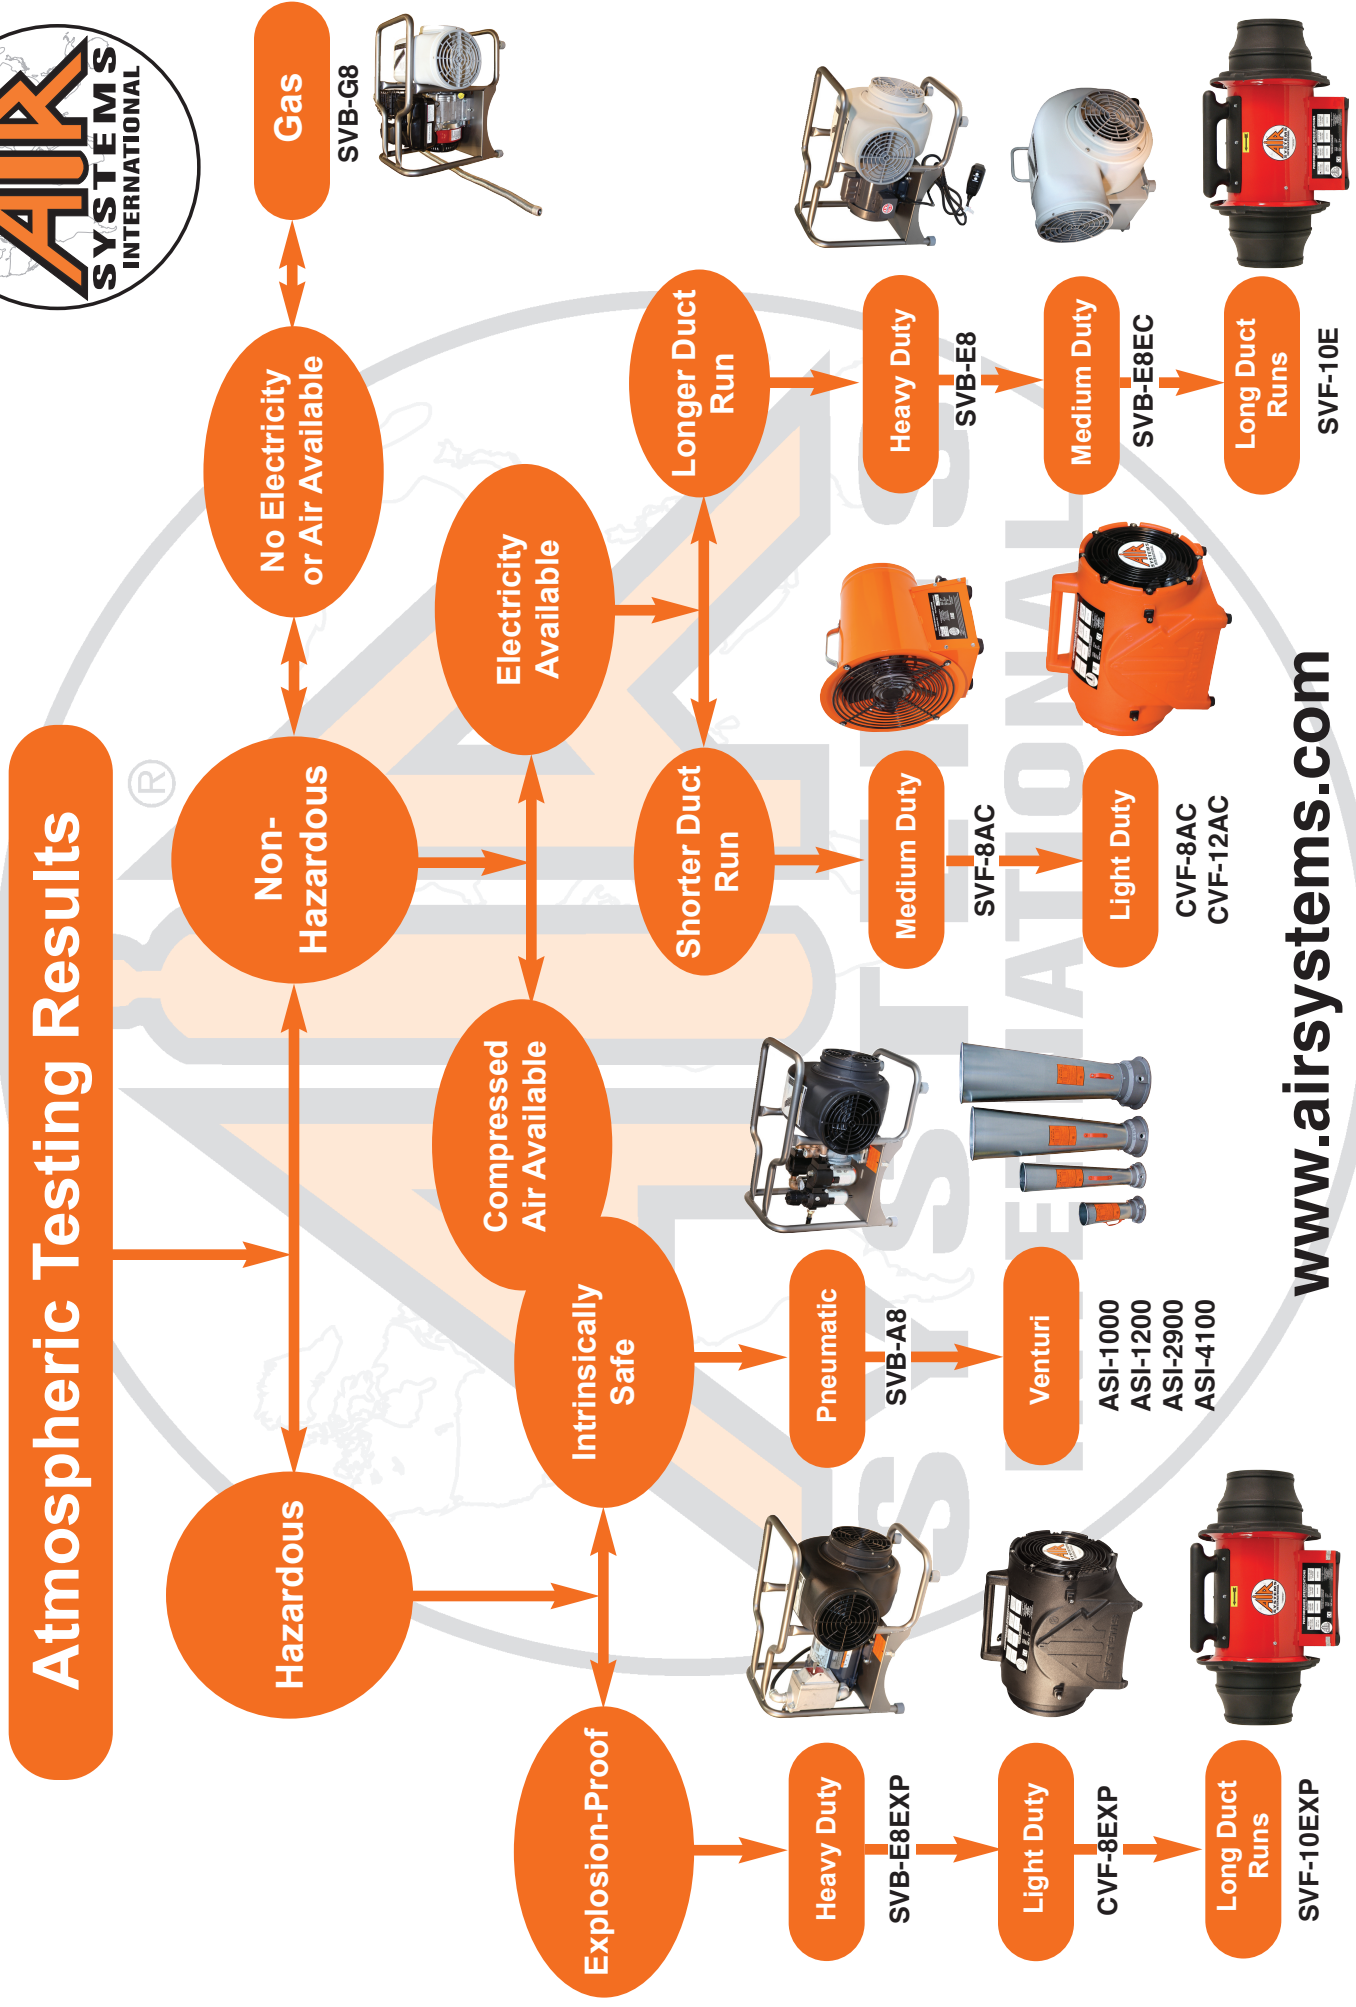 AIR
SYSTEMS
INTERNATIONAL
Atmospheric Testing Results
®
Hazardous
Non-
Hazardous
No Electricity
or Air Available
Gas
SVB-G8
Explosion-Proof
Intrinsically
Safe
Compressed
Air Available
Electricity
Available
Shorter Duct
Run
Longer Duct
Run
Heavy Duty
SVB-E8EXP
Light Duty
CVF-8EXP
Long Duct
Runs
SVF-10EXP
Pneumatic
SVB-A8
Venturi
ASI-1000
ASI-1200
ASI-2900
ASI-4100
Medium Duty
SVF-8AC
Light Duty
CVF-8AC
CVF-12AC
Heavy Duty
SVB-E8
Medium Duty
SVB-E8EC
Long Duct
Runs
SVF-10E
AIR
SYSTEMS
INTERNATIONAL
www.airsystems.com